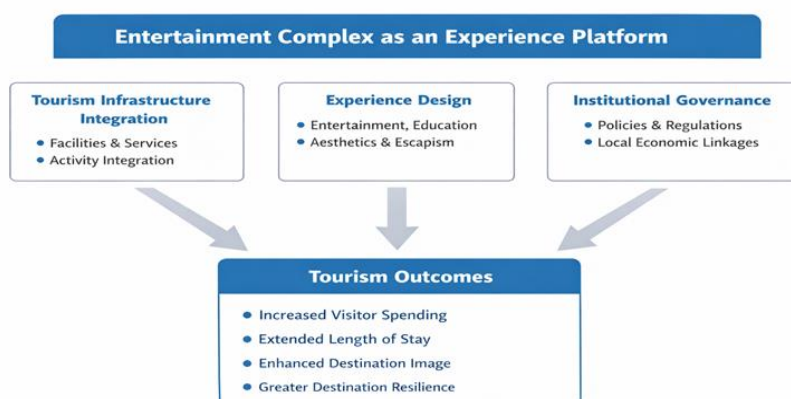 Entertainment Complex as an Experience Platform
Tourism Infrastructure
Integration
• Facilities & Services
• Activity Integration
Experience Design
• Entertainment, Education
• Aesthetics & Escapism
Institutional Governance
• Policies & Regulations
• Local Economic Linkages
Tourism Outcomes
• Increased Visitor Spending
• Extended Length of Stay
• Enhanced Destination Image
• Greater Destination Resilience